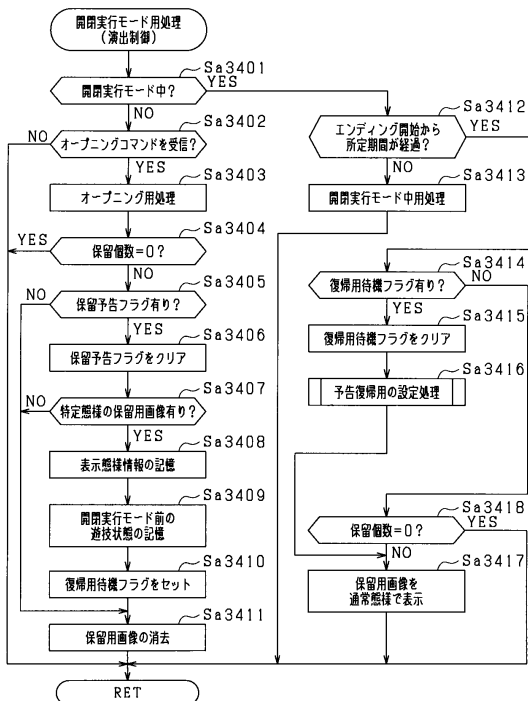 開閉実行モード用処理
(演出制御)
Sa3401
開閉実行モード中?
YES
NO
Sa3402
NO
オープニングコマンドを受信?
YES
Sa3403
オープニング用処理
Sa3404
YES
保留個数=0?
NO
Sa3405
NO
保留予告フラグ有り?
YES
Sa3406
保留予告フラグをクリア
Sa3407
NO
特定態様の保留用画像有り?
YES
Sa3408
表示態様情報の記憶
Sa3409
開閉実行モード前の
遊技状態の記憶
Sa3410
復帰用待機フラグをセット
Sa3411
保留用画像の消去
RET
Sa3412
エンディング開始から
所定期間が経過?
YES
NO
Sa3413
開閉実行モード中用処理
Sa3414
復帰用待機フラグ有り?
NO
YES
Sa3415
復帰用待機フラグをクリア
Sa3416
予告復帰用の設定処理
Sa3418
保留個数=0?
YES
NO
Sa3417
保留用画像を
通常態様で表示